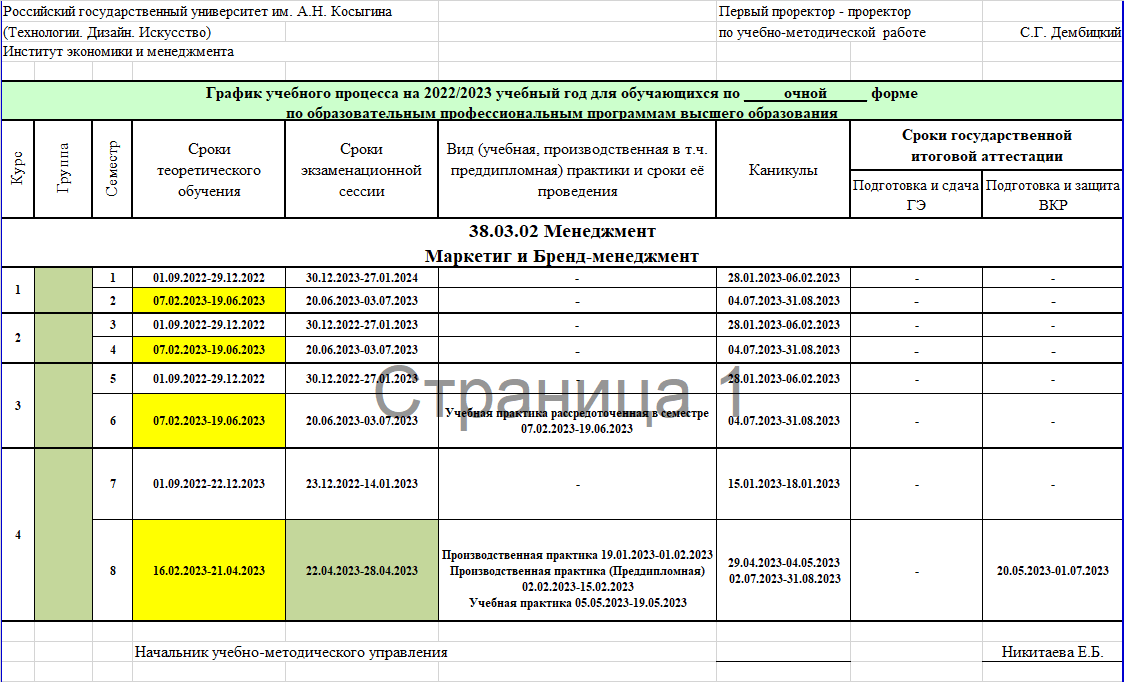 Российский государственный университет им. А.Н. Косыгина
Первый проректор - проректор
(Технологии. Дизайн. Искусство)
по учебно-методической работе
С.Г. Дембицкий
Институт экономики и менеджмента
График учебного процесса на 2022/2023 учебный год для обучающихся по очной форме
по образовательным профессиональным программам высшего образования
Курс
Группа
Семестр
Сроки
теоретического
обучения
Сроки
экзаменационной
сессии
Вид (учебная, производственная в т.ч.
преддипломная) практики и сроки её
проведения
Каникулы
Сроки государственной
итоговой аттестации
Подготовка и сдача
ГЭ
Подготовка и защита
ВКР
38.03.02 Менеджмент
Маркетиг и Бренд-менеджмент
1
1 01.09.2022-29.12.2022 30.12.2023-27.01.2024 - 28.01.2023-06.02.2023 - -
2 07.02.2023-19.06.2023 20.06.2023-03.07.2023 - 04.07.2023-31.08.2023 - -
2
3 01.09.2022-29.12.2022 30.12.2022-27.01.2023 - 28.01.2023-06.02.2023 - -
4 07.02.2023-19.06.2023 20.06.2023-03.07.2023 - 04.07.2023-31.08.2023 - -
3
5 01.09.2022-29.12.2022 30.12.2022-27.01.2023 - 28.01.2023-06.02.2023 - -
Страница 1
6 07.02.2023-19.06.2023 20.06.2023-03.07.2023
Учебная практика рассредоточенная в семестре
07.02.2023-19.06.2023
04.07.2023-31.08.2023 - -
4
7 01.09.2022-22.12.2023 23.12.2022-14.01.2023 - 15.01.2023-18.01.2023 - -
8 16.02.2023-21.04.2023 22.04.2023-28.04.2023
Производственная практика 19.01.2023-01.02.2023
Производственная практика (Преддипломная)
02.02.2023-15.02.2023
Учебная практика 05.05.2023-19.05.2023
29.04.2023-04.05.2023
02.07.2023-31.08.2023
- 20.05.2023-01.07.2023
Начальник учебно-методического управления
Никитаева Е.Б.